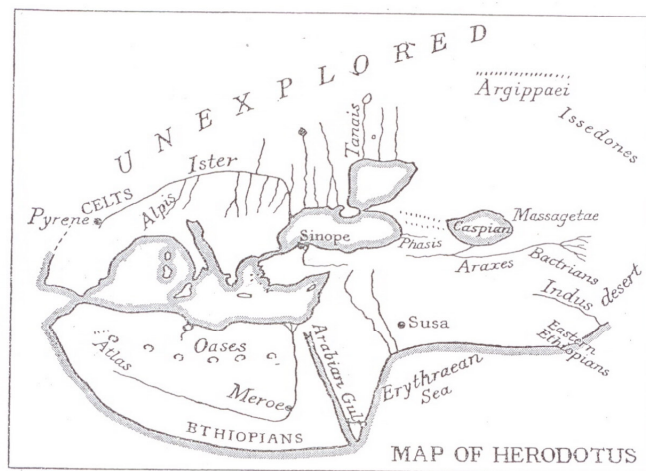 UNEXPLORED
Argippaei
Issedones
Tanais
Ister
CELTS
Alpis
Pyrene
Sinope
Phasis
Caspian
Massagetae
Araxes
Bactrians
Indus
desert
Eastern
Ethiopians
Susa
Oases
Atlas
Meroe
Arabian Gulf
Erythraean
Sea
ETHIOPIANS
MAP OF HERODOTUS